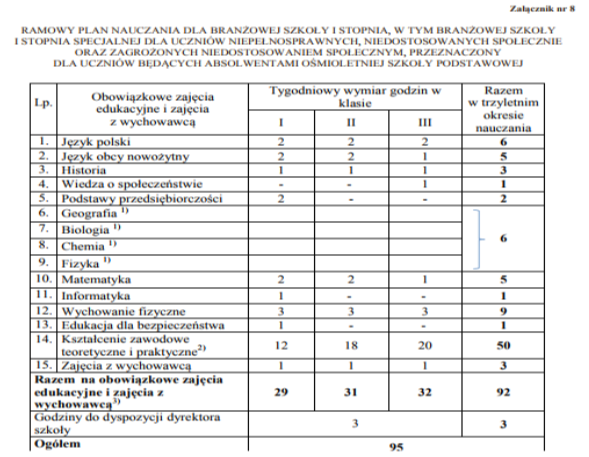 Załącznik nr 8
RAMOWY PLAN NAUCZANIA DLA BRANŻOWEJ SZKOŁY I STOPNIA, W TYM BRANŻOWEJ SZKOŁY
I STOPNIA SPECJALNEJ DLA UCZNIÓW NIEPEŁNOSPRAWNYCH, NIEDOSTOSOWANYCH SPOŁECZNIE
ORAZ ZAGROŻONYCH NIEDOSTOSOWANIEM SPOŁECZNYM, PRZEZNACZONY
DLA UCZNIÓW BĘDĄCYCH ABSOLWENTAMI OŚMIOLETNIEJ SZKOŁY PODSTAWOWEJ
Lp. Obowiązkowe zajęcia edukacyjne i zajęcia z wychowawcą Tygodniowy wymiar godzin w klasie Razem w trzyletnim okresie nauczania
I II III
1. Język polski 2 2 2 6
2. Język obcy nowożytny 2 2 1 5
3. Historia 1 1 1 3
4. Wiedza o społeczeństwie - - 1 1
5. Podstawy przedsiębiorczości 2 - - 2
6. Geografia 1)
7. Biologia 1)
6
8. Chemia 1)
9. Fizyka 1)
10. Matematyka 2 2 1 5
11. Informatyka 1 - - 1
12. Wychowanie fizyczne 3 3 3 9
13. Edukacja dla bezpieczeństwa 1 - - 1
14. Kształcenie zawodowe teoretyczne i praktyczne2) 12 18 20 50
15. Zajęcia z wychowawcą 1 1 1 3
Razem na obowiązkowe zajęcia edukacyjne i zajęcia z wychowawcą3) 29 31 32 92
Godziny do dyspozycji dyrektora szkoły 3 3
Ogółem 95